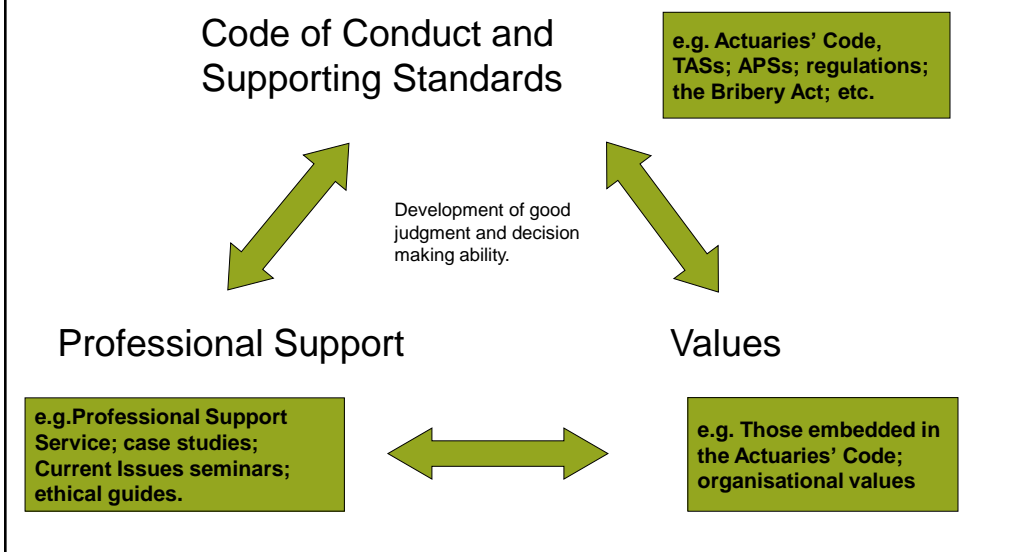 Code of Conduct and
Supporting Standards
e.g. Actuaries’ Code,
TASs; APSs; regulations;
the Bribery Act; etc.
Development of good
judgment and decision
making ability.
Professional Support
Values
e.g.Professional Support
Service; case studies;
Current Issues seminars;
ethical guides.
e.g. Those embedded in
the Actuaries’ Code;
organisational values